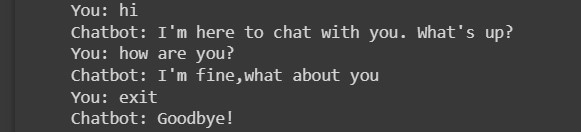 You: hi
Chatbot: I'm here to chat with you. What's up?
You: how are you?
Chatbot: I'm fine,what about you
You: exit
Chatbot: Goodbye!